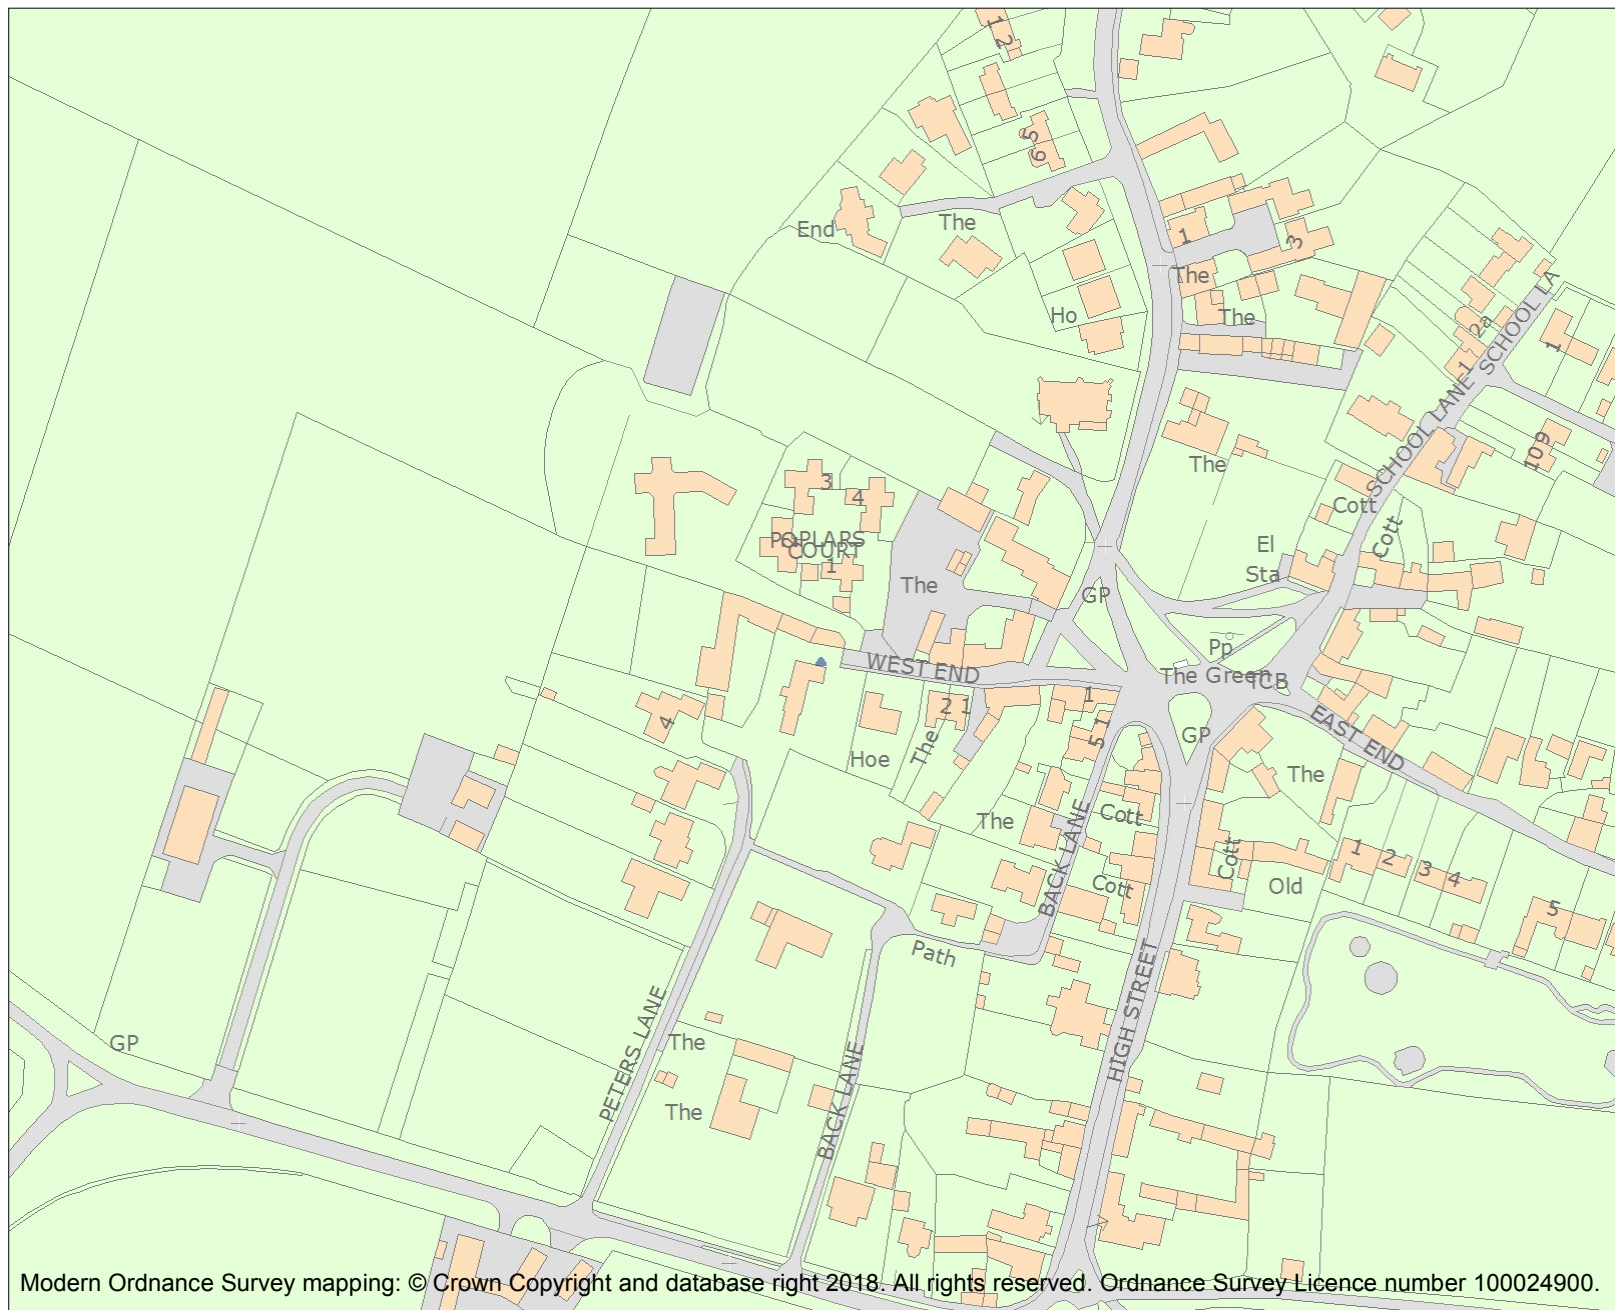 1 2
5 6
End
The
1
3
The
Ho
The
2a
SCHOOL LA
1
1
SCHOOL LANE
The
10 9
3
4
Cott
Cott
POPLARS
COURT
1
El
Sta
The
GP
Pp
WEST END
The Green
TCB
2 1
1
4
5 1
EAST END
GP
Hoe
The
The
The
Cott
BACK LANE
Cott
1
2
3
4
Cott
Old
5
Path
HIGH STREET
GP
PETERS LANE
The
BACK LANE
The
Modern Ordnance Survey mapping: © Crown Copyright and database right 2018. All rights reserved. Ordnance Survey Licence number 100024900.